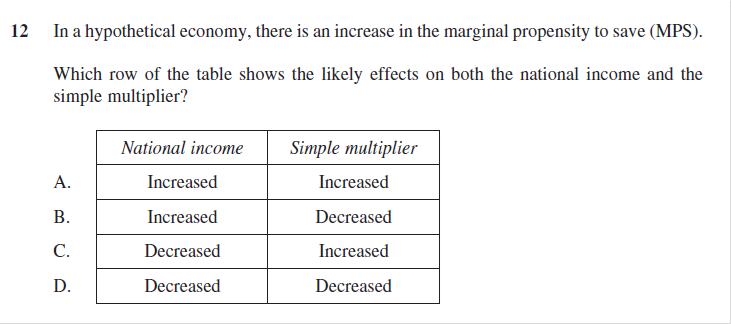 12 In a hypothetical economy, there is an increase in the marginal propensity to save (MPS).
Which row of the table shows the likely effects on both the national income and the
simple multiplier?
National income Simple multiplier
A. Increased Increased
B. Increased Decreased
C. Decreased Increased
D. Decreased Decreased